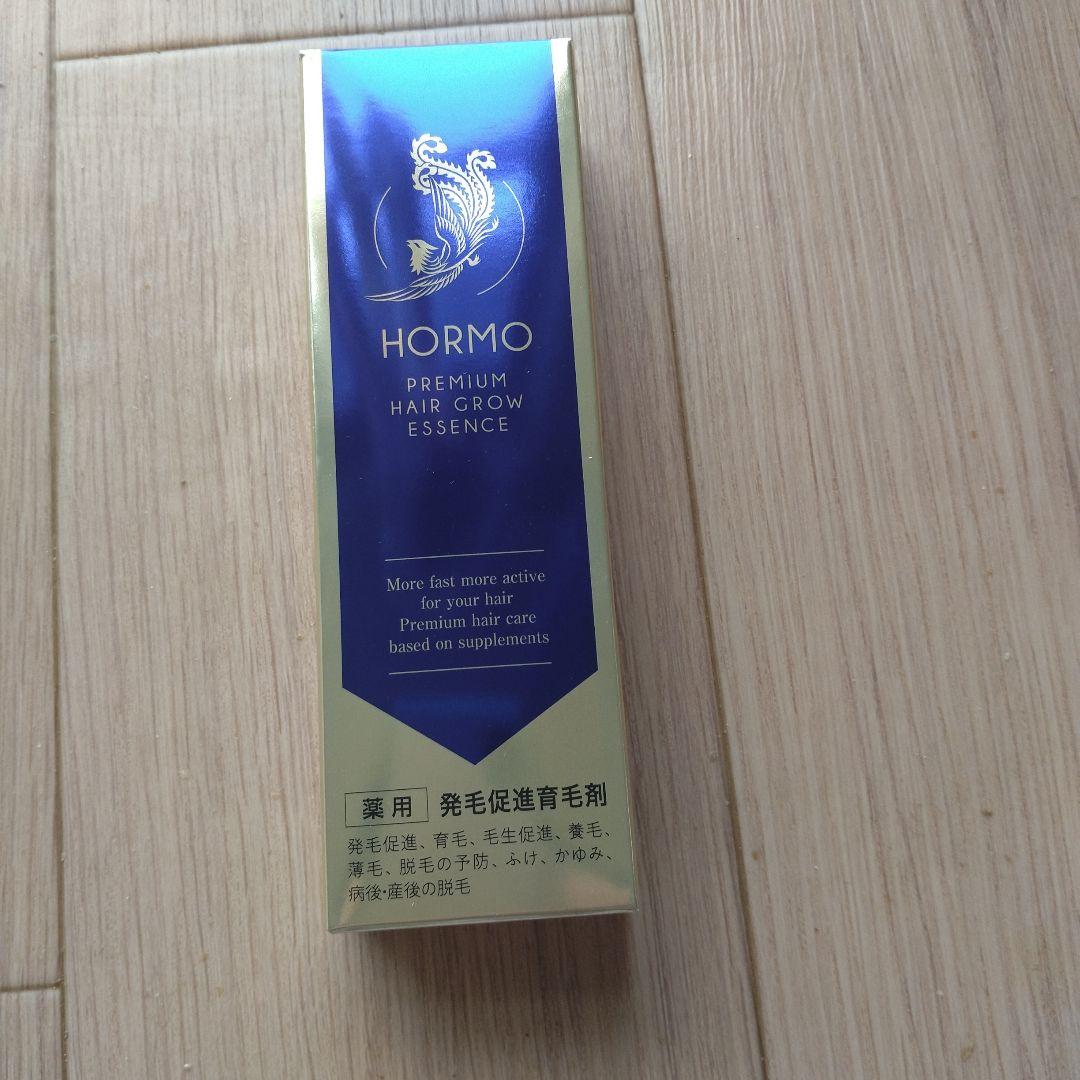 HORMO
PREMIUM
HAIR GROW
ESSENCE
More fast more active
for your hair
Premium hair care
based on supplements
薬用 発毛促進育毛剤
発毛促進、育毛、毛生促進、養毛、
薄毛、脱毛の予防、ふけ、かゆみ、
病後・産後の脱毛